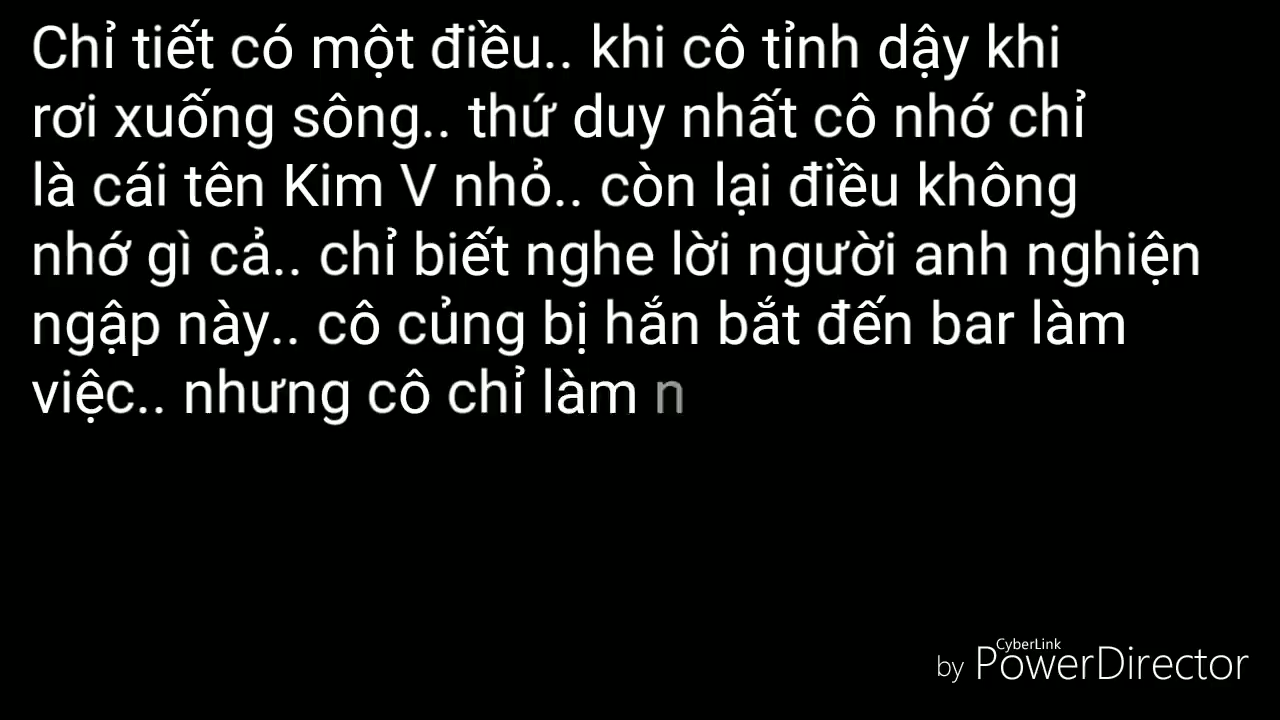 Chỉ tiết có một điều.. khi cô tỉnh dậy khi
rơi xuống sông.. thứ duy nhất cô nhớ chỉ
là cái tên Kim V nhỏ.. còn lại điều không
nhớ gì cả.. chỉ biết nghe lời người anh nghiện
ngập này.. cô củng bị hắn bắt đến bar làm
việc.. nhưng cô chỉ làm n
CyberLink
by PowerDirector